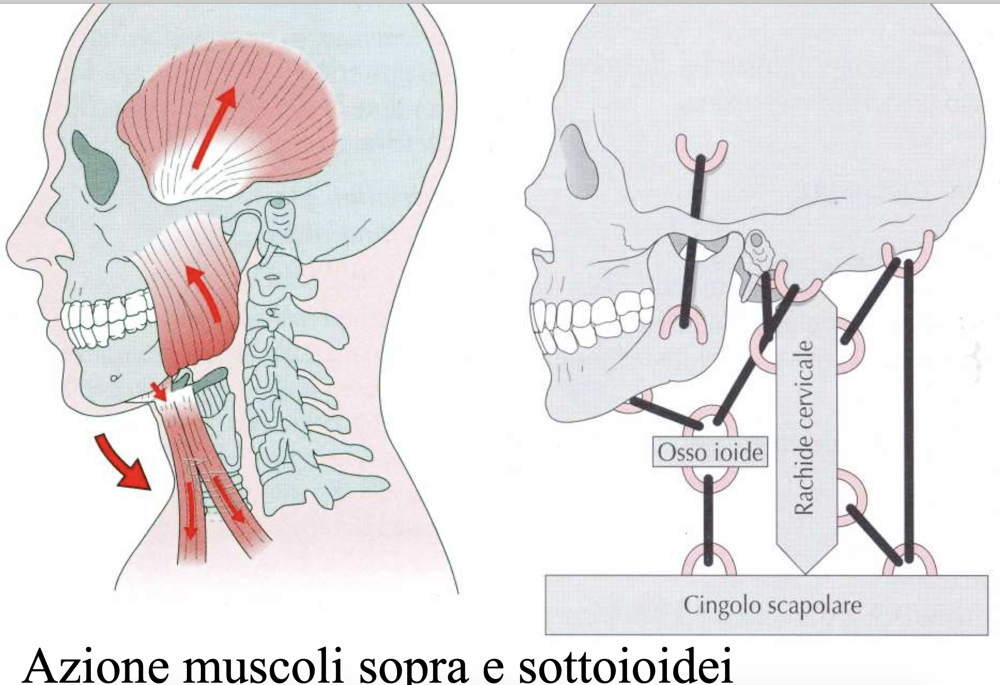 Osso ioide
Rachide cervicale
Cingolo scapolare
Azione muscoli sopra e sottoioidei